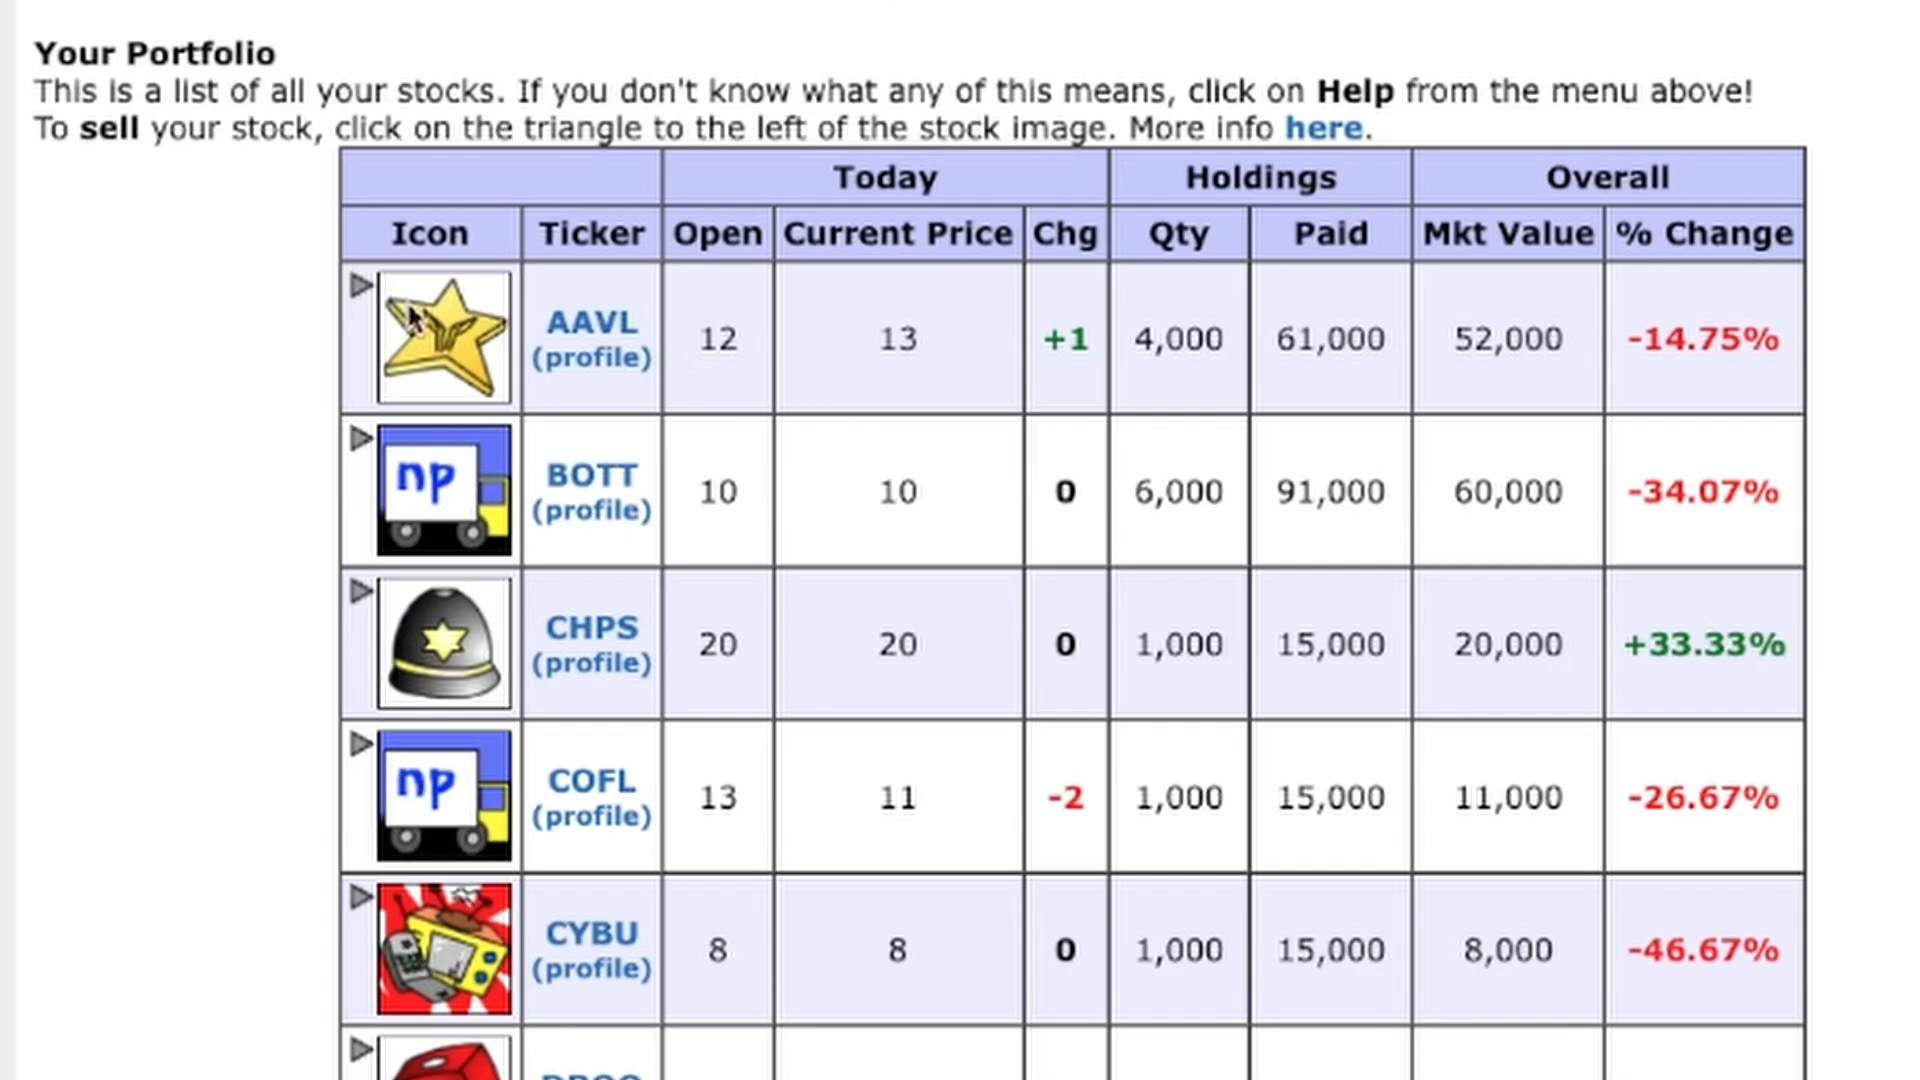 Your Portfolio
This is a list of all your stocks. If you don't know what any of this means, click on Help from the menu above!
To sell your stock, click on the triangle to the left of the stock image. More info here.
Today Holdings Overall
Icon Ticker Open Current Price Chg Qty Paid Mkt Value % Change
AAVL
(profile) 12 13 +1 4,000 61,000 52,000 -14.75%
np BOTT
(profile) 10 10 0 6,000 91,000 60,000 -34.07%
CHPS
(profile) 20 20 0 1,000 15,000 20,000 +33.33%
np COFL
(profile) 13 11 -2 1,000 15,000 11,000 -26.67%
CYBU
(profile) 8 8 0 1,000 15,000 8,000 -46.67%